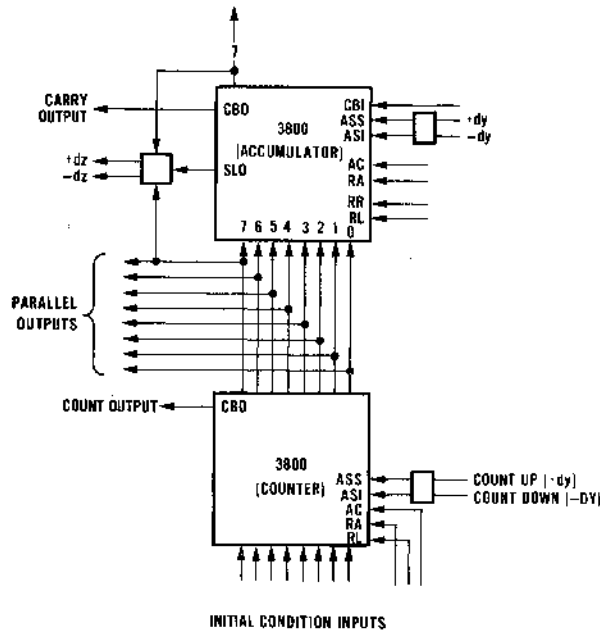 7
CARRY OUTPUT
CBO
3800
(ACCUMULATOR)
CBI
ASS
ASI
+dy
−dy
+dz
−dz
SLO
AC
RA
RR
RL
7 6 5 4 3 2 1 0
PARALLEL OUTPUTS
COUNT OUTPUT
CBO
3800
(COUNTER)
ASS
ASI
AC
RA
RL
COUNT UP (+dy)
COUNT DOWN (−DY)
INITIAL CONDITION INPUTS